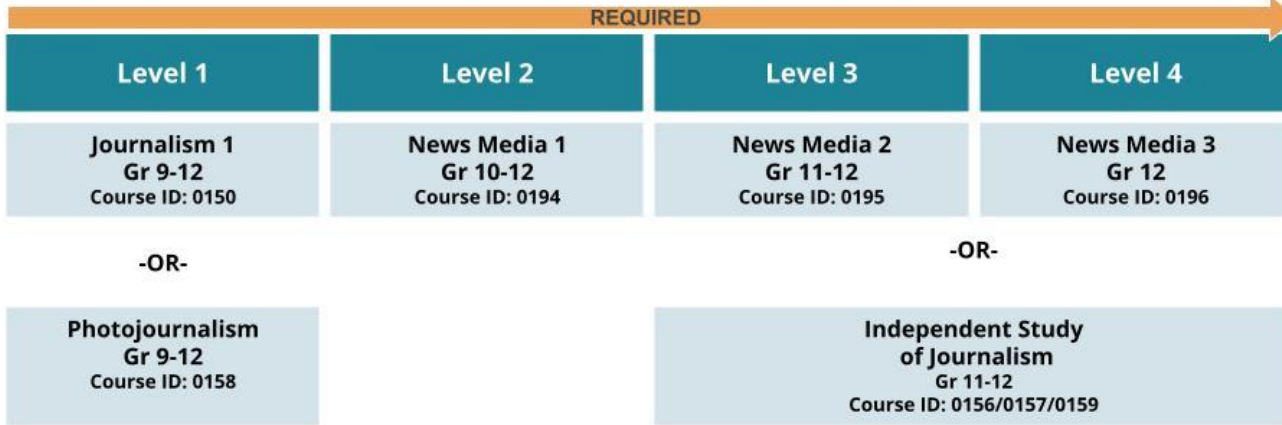 REQUIRED
Level 1
Level 2
Level 3
Level 4
Journalism 1
Gr 9-12
Course ID: 0150
News Media 1
Gr 10-12
Course ID: 0194
News Media 2
Gr 11-12
Course ID: 0195
News Media 3
Gr 12
Course ID: 0196
-OR-
-OR-
Photojournalism
Gr 9-12
Course ID: 0158
Independent Study
of Journalism
Gr 11-12
Course ID: 0156/0157/0159